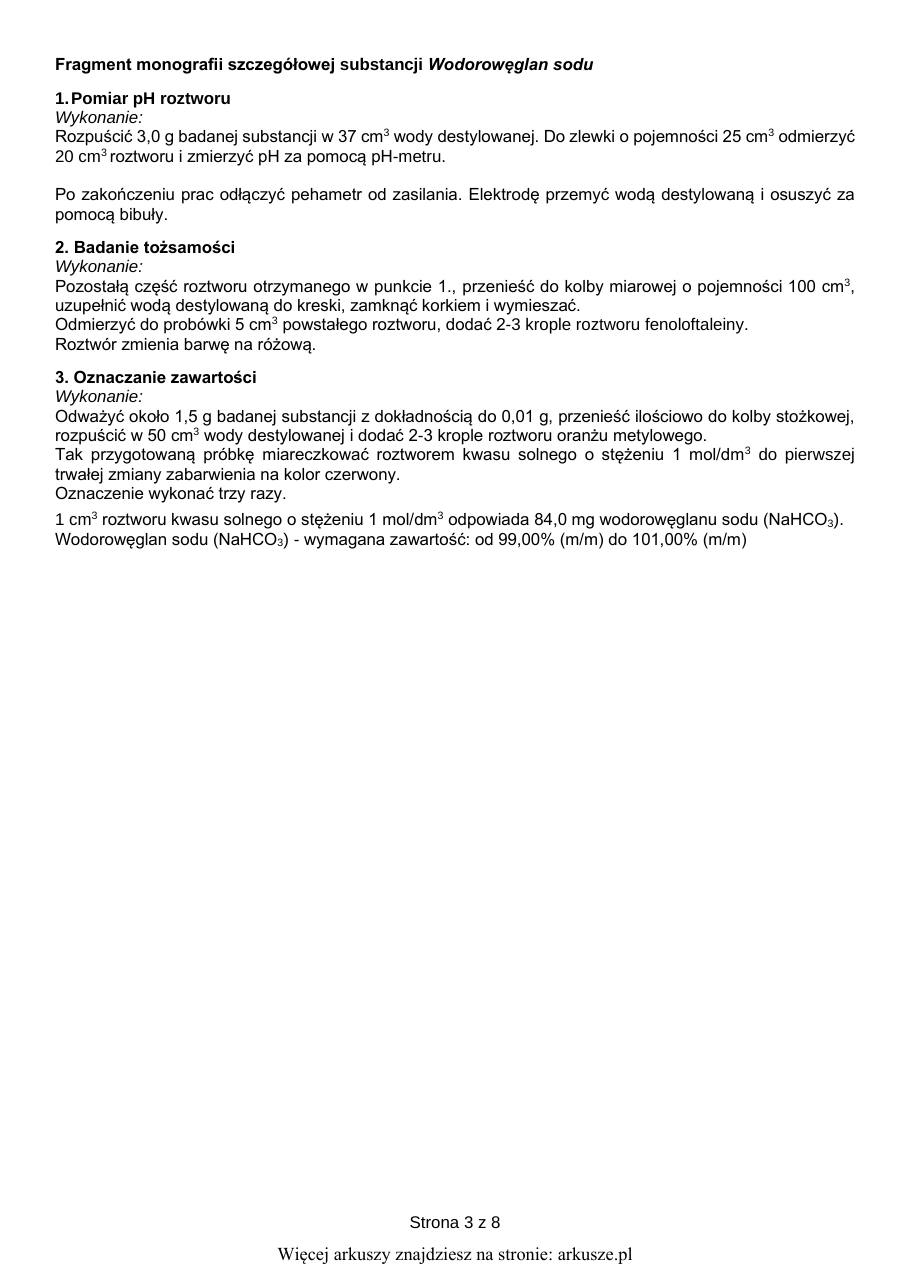 Fragment monografii szczegółowej substancji Wodorowęglan sodu
1. Pomiar pH roztworu
Wykonanie:
Rozpuścić 3,0 g badanej substancji w 37 cm³ wody destylowanej. Do zlewki o pojemności 25 cm³ odmierzyć
20 cm³ roztworu i zmierzyć pH za pomocą pH-metru.
Po zakończeniu prac odłączyć pehametr od zasilania. Elektrodę przemyć wodą destylowaną i osuszyć za
pomocą bibuły.
2. Badanie tożsamości
Wykonanie:
Pozostałą część roztworu otrzymanego w punkcie 1., przenieść do kolby miarowej o pojemności 100 cm³,
uzupełnić wodą destylowaną do kreski, zamknąć korkiem i wymieszać.
Odmierzyć do probówki 5 cm³ powstałego roztworu, dodać 2-3 krople roztworu fenoloftaleiny.
Roztwór zmienia barwę na różową.
3. Oznaczanie zawartości
Wykonanie:
Odważyć około 1,5 g badanej substancji z dokładnością do 0,01 g, przenieść ilościowo do kolby stożkowej,
rozpuścić w 50 cm³ wody destylowanej i dodać 2-3 krople roztworu oranżu metylowego.
Tak przygotowaną próbkę miareczkować roztworem kwasu solnego o stężeniu 1 mol/dm³ do pierwszej
trwałej zmiany zabarwienia na kolor czerwony.
Oznaczenie wykonać trzy razy.
1 cm³ roztworu kwasu solnego o stężeniu 1 mol/dm³ odpowiada 84,0 mg wodorowęglanu sodu (NaHCO₃).
Wodorowęglan sodu (NaHCO₃) - wymagana zawartość: od 99,00% (m/m) do 101,00% (m/m)
Strona 3 z 8
Więcej arkuszy znajdziesz na stronie: arkusze.pl